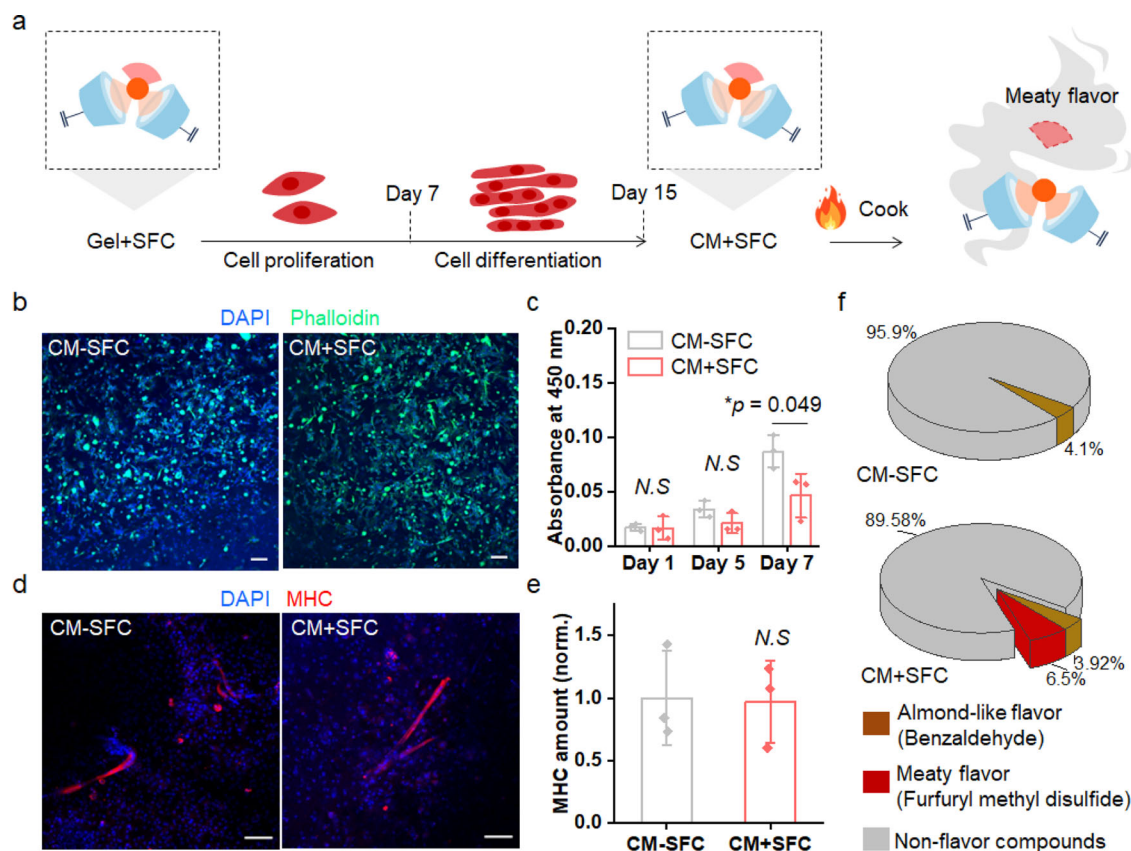 a
Meaty flavor
Day 7
Day 15
Gel+SFC
Cell proliferation
Cell differentiation
CM+SFC
Cook
b
DAPI Phalloidin
CM-SFC
CM+SFC
c
Absorbance at 450 nm
0.20
0.15
0.10
0.05
0.00
CM-SFC
CM+SFC
N.S
N.S
*p = 0.049
Day 1 Day 5 Day 7
d
DAPI MHC
CM-SFC
CM+SFC
e
MHC amount (norm.)
1.5
1.0
0.5
0.0
N.S
CM-SFC CM+SFC
f
95.9%
4.1%
CM-SFC
89.58%
3.92%
6.5%
CM+SFC
Almond-like flavor
(Benzaldehyde)
Meaty flavor
(Furfuryl methyl disulfide)
Non-flavor compounds